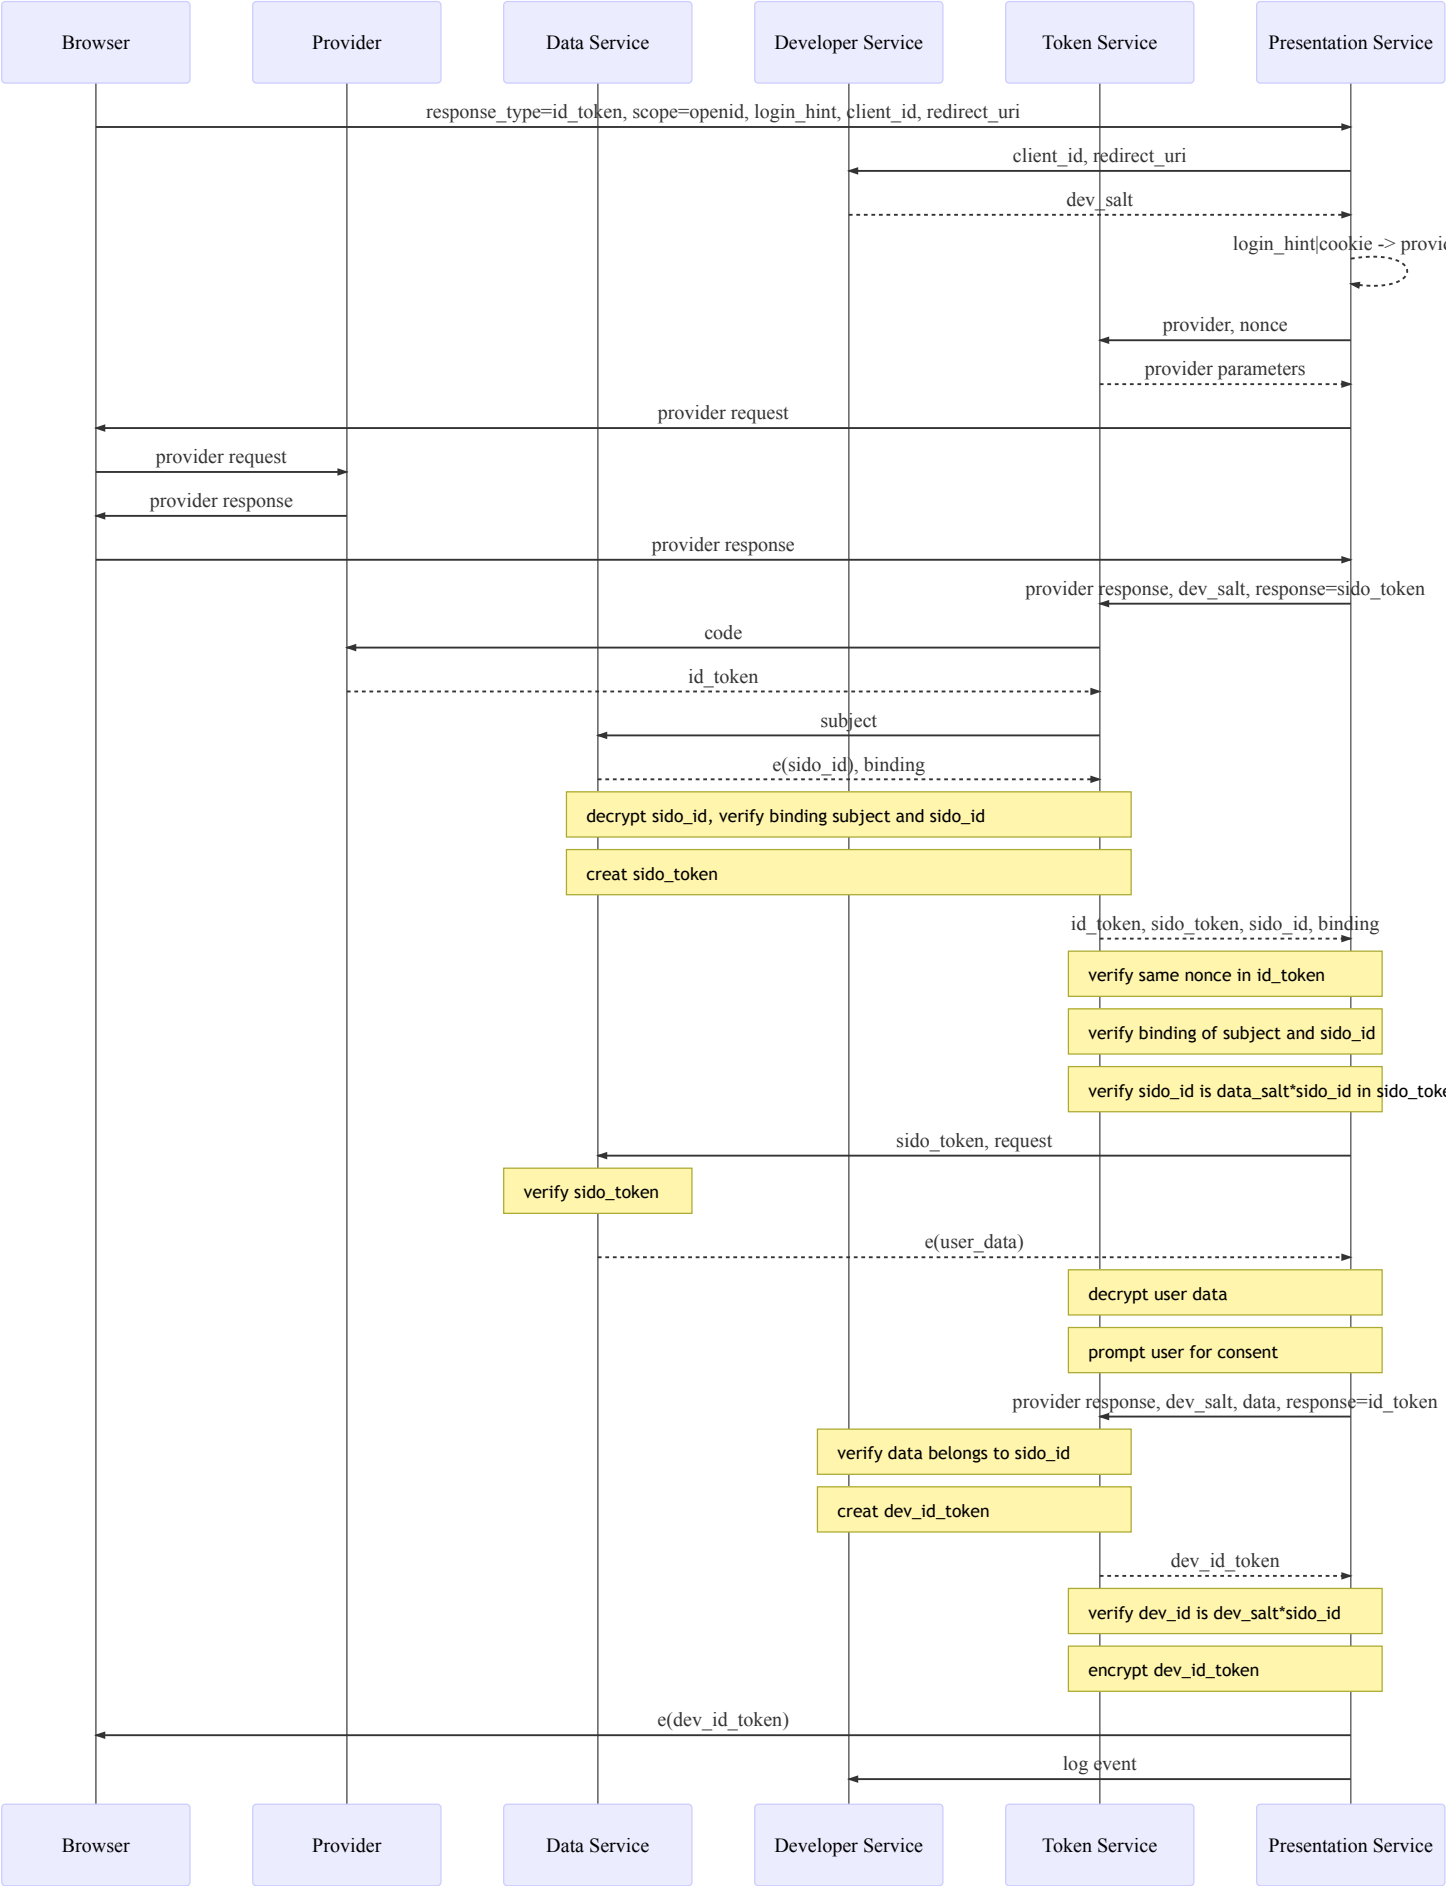 Browser
Provider
Data Service
Developer Service
Token Service
Presentation Service
response_type=id_token, scope=openid, login_hint, client_id, redirect_uri
client_id, redirect_uri
dev_salt
login_hint|cookie -> provi
provider, nonce
provider parameters
provider request
provider request
provider response
provider response
provider response, dev_salt, response=sido_token
code
id_token
subject
e(sido_id), binding
decrypt sido_id, verify binding subject and sido_id
creat sido_token
id_token, sido_token, sido_id, binding
verify same nonce in id_token
verify binding of subject and sido_id
verify sido_id is data_salt*sido_id in sido_toke
sido_token, request
verify sido_token
e(user_data)
decrypt user data
prompt user for consent
provider response, dev_salt, data, response=id_token
verify data belongs to sido_id
creat dev_id_token
dev_id_token
verify dev_id is dev_salt*sido_id
encrypt dev_id_token
e(dev_id_token)
log event
Browser
Provider
Data Service
Developer Service
Token Service
Presentation Service